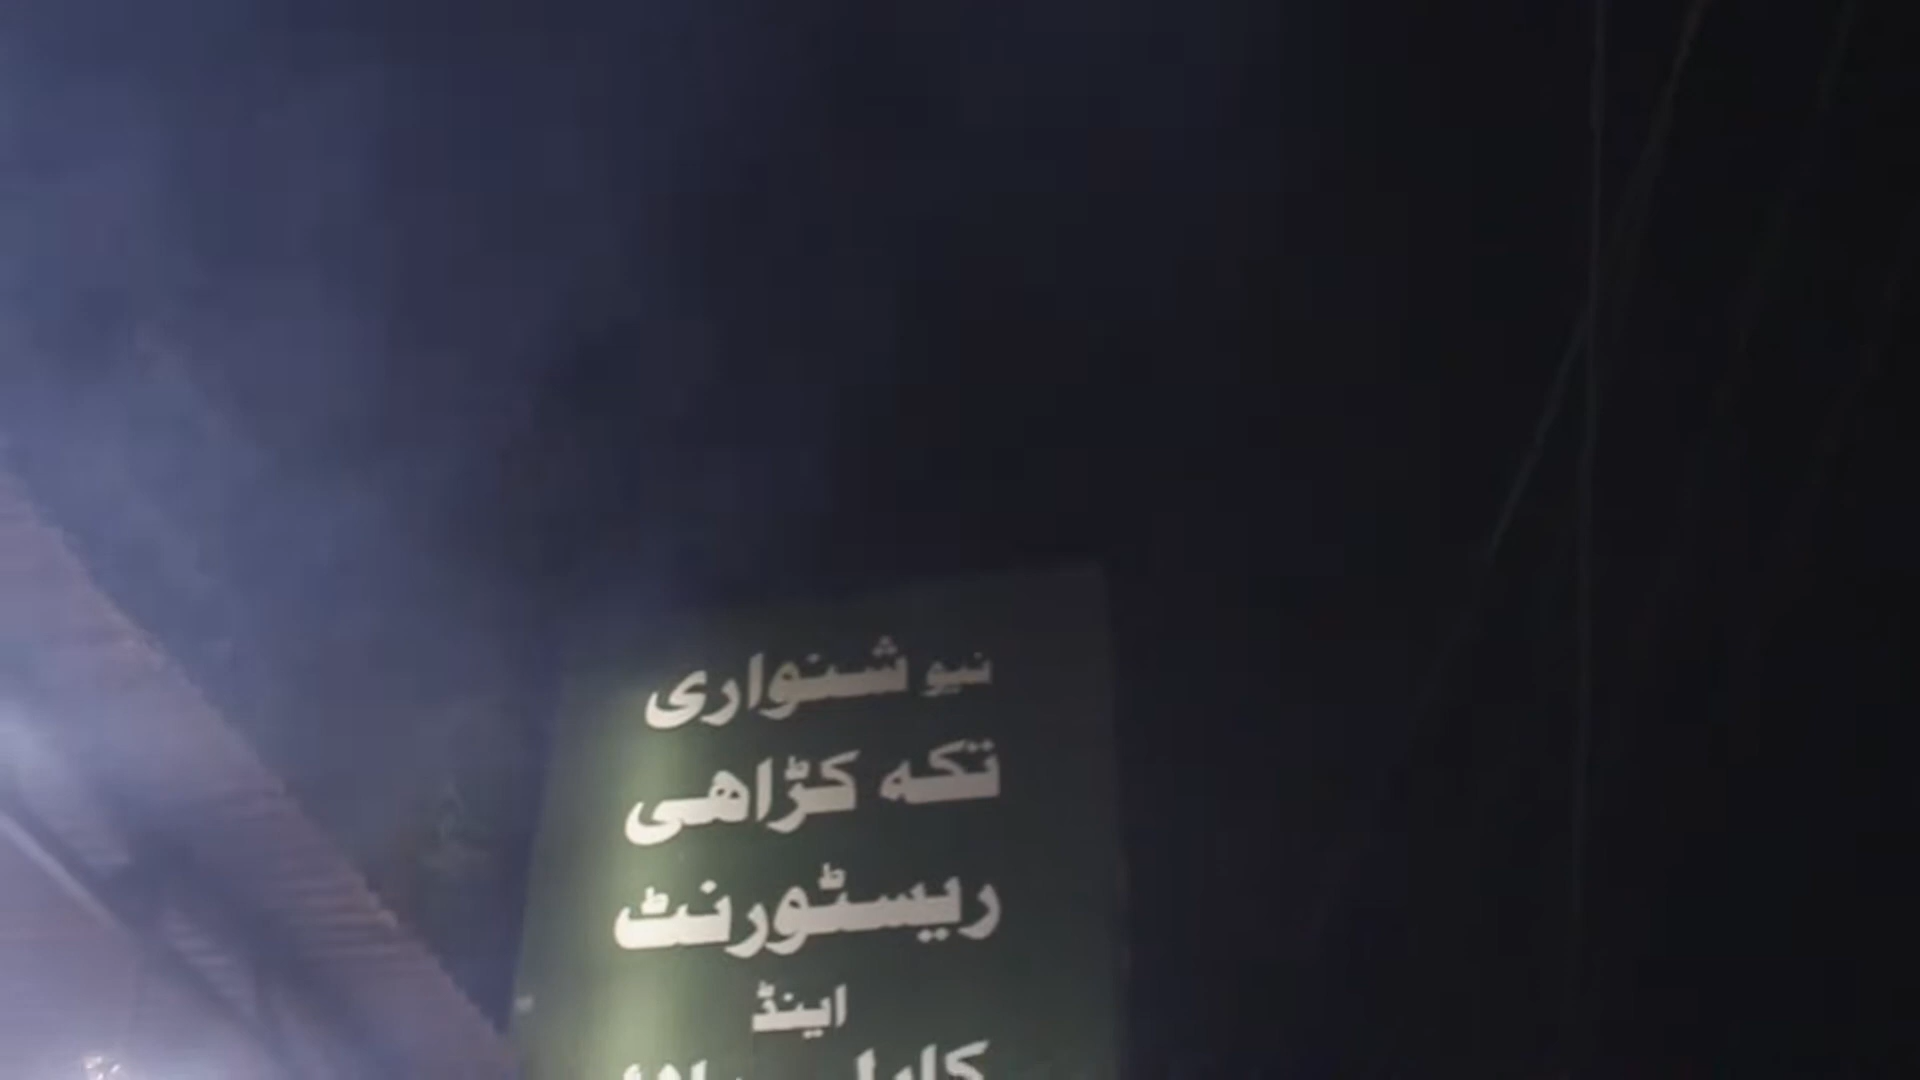 نیو شنواری
تکہ کڑاھی
ریسٹورنٹ
اینڈ